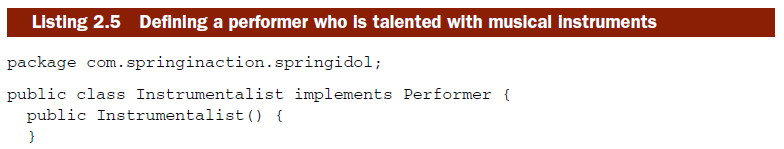 Listing 2.5 Defining a performer who is talented with musical instruments
package com.springinaction.springidol;
public class Instrumentalist implements Performer {
public Instrumentalist() {
}